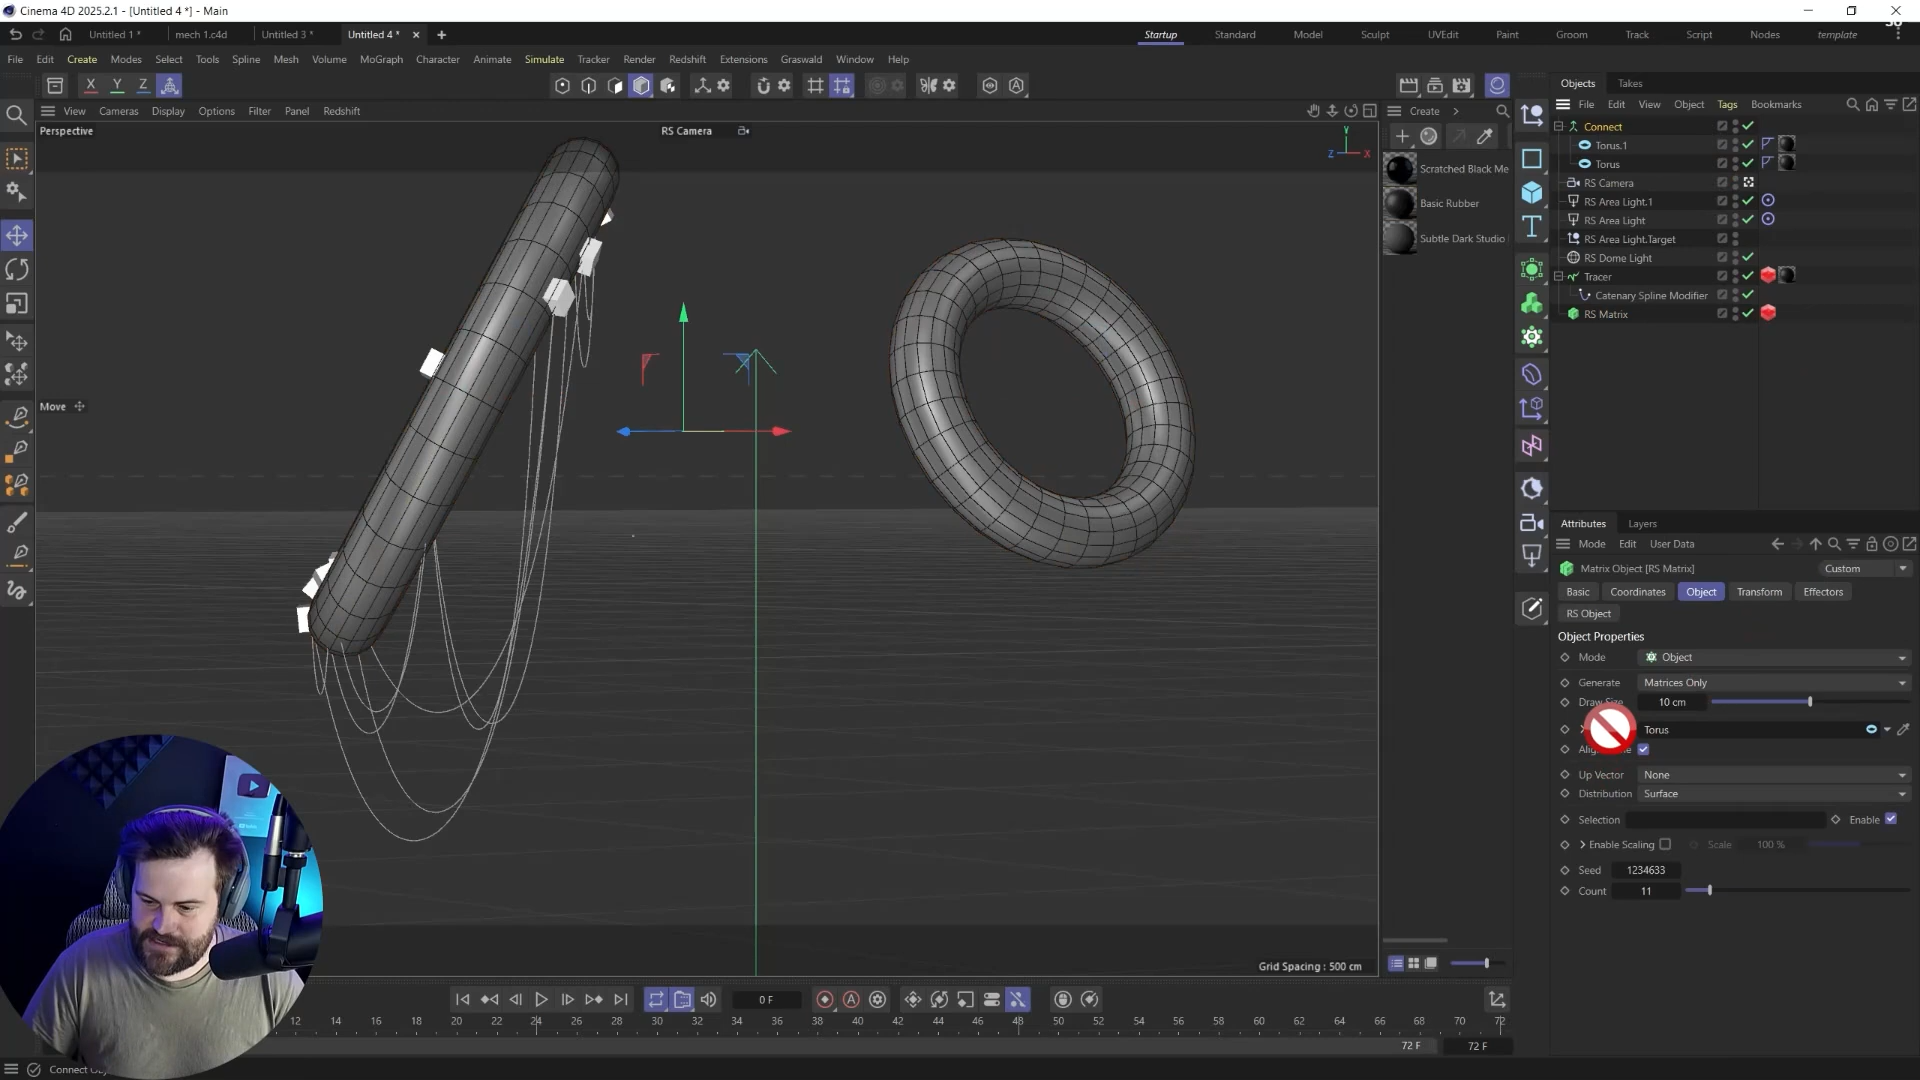 Cinema 4D 2025.2.1 - [Untitled 4 *] - Main
Untitled 1 *
mech 1.c4d
Untitled 3 *
Untitled 4 *
Startup
Standard
Model
Sculpt
UVEdit
Paint
Groom
Track
Script
Nodes
template
File Edit Create Modes Select Tools Spline Mesh Volume MoGraph Character Animate Simulate Tracker Render Redshift Extensions Graswald Window Help
X Y Z
View Cameras Display Options Filter Panel Redshift
Perspective
RS Camera
Y
Z X
Move
Grid Spacing : 500 cm
Create
Scratched Black Me
Basic Rubber
Subtle Dark Studio
Objects Takes
File Edit View Object Tags Bookmarks
Connect
Torus.1
Torus
RS Camera
RS Area Light.1
RS Area Light
RS Area Light.Target
RS Dome Light
Tracer
Catenary Spline Modifier
RS Matrix
Attributes Layers
Mode Edit User Data
Matrix Object [RS Matrix]
Custom
Basic Coordinates Object Transform Effectors
RS Object
Object Properties
Mode Object
Generate Matrices Only
Draw Size 10 cm
Torus
Up Vector None
Distribution Surface
Selection Enable
Enable Scaling Scale 100 %
Seed 1234633
Count 11
0 F
12 14 16 18 20 22 24 26 28 30 32 34 36 38 40 42 44 46 48 50 52 54 56 58 60 62 64 66 68 70 72
72 F 72 F